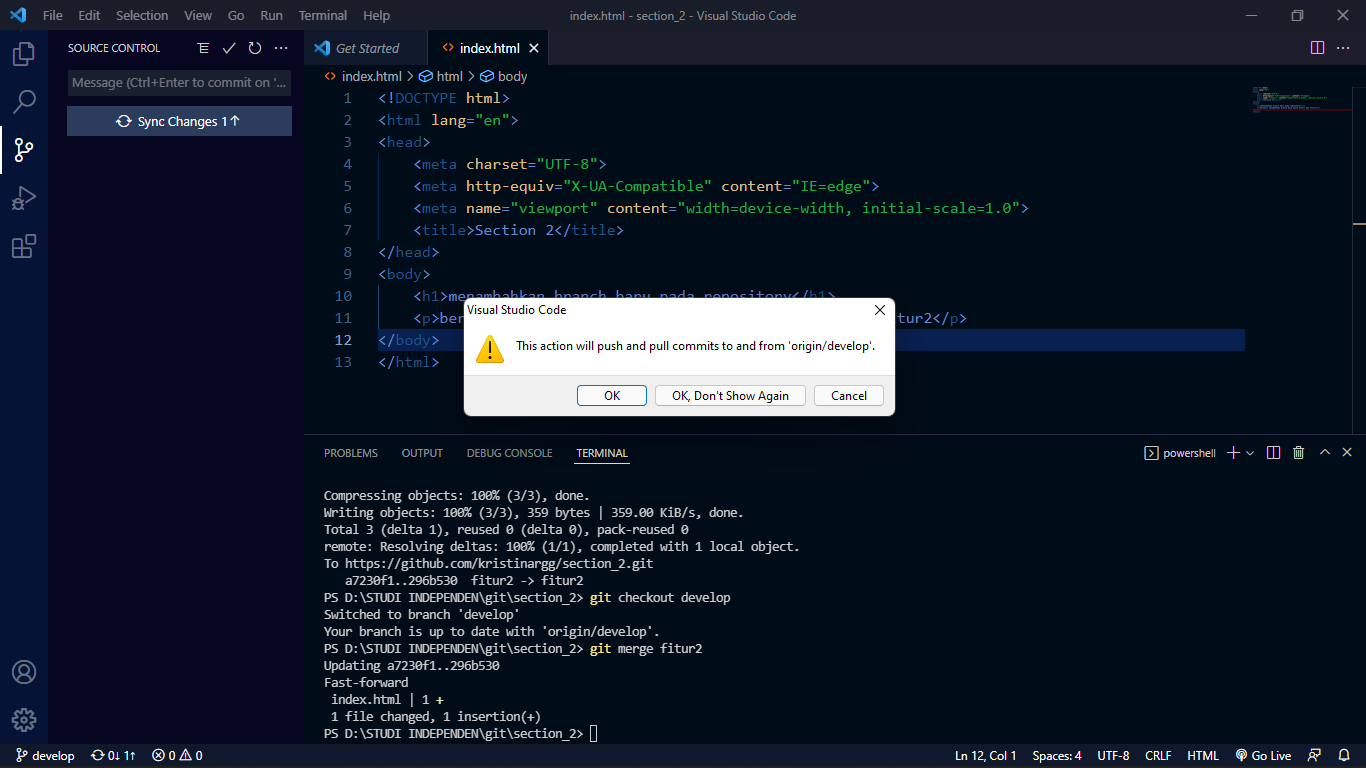 File Edit Selection View Go Run Terminal Help
index.html - section_2 - Visual Studio Code
SOURCE CONTROL
Message (Ctrl+Enter to commit on '...
Sync Changes 1↑
Get Started
<> index.html
<> index.html > html > body
1 <!DOCTYPE html>
2 <html lang="en">
3 <head>
4 <meta charset="UTF-8">
5 <meta http-equiv="X-UA-Compatible" content="IE=edge">
6 <meta name="viewport" content="width=device-width, initial-scale=1.0">
7 <title>Section 2</title>
8 </head>
9 <body>
10 <h1>menambahkan branch baru pada repository</h1>
11 <p>ber
tur2</p>
12 </body>
13 </html>
Visual Studio Code
This action will push and pull commits to and from 'origin/develop'.
OK
OK, Don't Show Again
Cancel
PROBLEMS OUTPUT DEBUG CONSOLE TERMINAL
powershell
Compressing objects: 100% (3/3), done.
Writing objects: 100% (3/3), 359 bytes | 359.00 KiB/s, done.
Total 3 (delta 1), reused 0 (delta 0), pack-reused 0
remote: Resolving deltas: 100% (1/1), completed with 1 local object.
To https://github.com/kristinargg/section_2.git
a7230f1..296b530 fitur2 -> fitur2
PS D:\STUDI INDEPENDEN\git\section_2> git checkout develop
Switched to branch 'develop'
Your branch is up to date with 'origin/develop'.
PS D:\STUDI INDEPENDEN\git\section_2> git merge fitur2
Updating a7230f1..296b530
Fast-forward
index.html | 1 +
1 file changed, 1 insertion(+)
PS D:\STUDI INDEPENDEN\git\section_2>
develop 0↓ 1↑ 0 0
Ln 12, Col 1 Spaces: 4 UTF-8 CRLF HTML Go Live